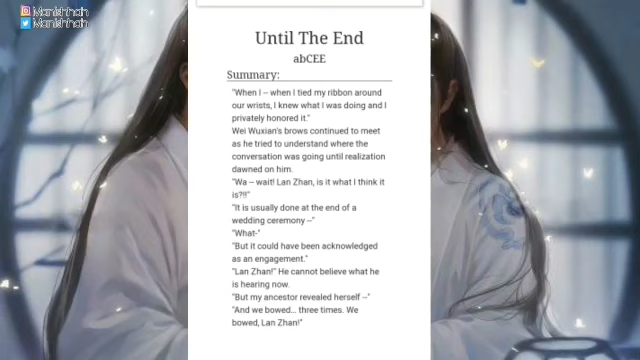 Manishhah
Manishhah
Until The End
abCEE
Summary:
"When I -- when I tied my ribbon around
our wrists, I knew what I was doing and I
privately honored it."
Wei Wuxian's brows continued to meet
as he tried to understand where the
conversation was going until realization
dawned on him.
"Wa -- wait! Lan Zhan, is it what I think it
is?!!"
"It is usually done at the end of a
wedding ceremony --"
"What-"
"But it could have been acknowledged
as an engagement."
"Lan Zhan!" He cannot believe what he
is hearing now.
"But my ancestor revealed herself --"
"And we bowed... three times. We
bowed, Lan Zhan!"